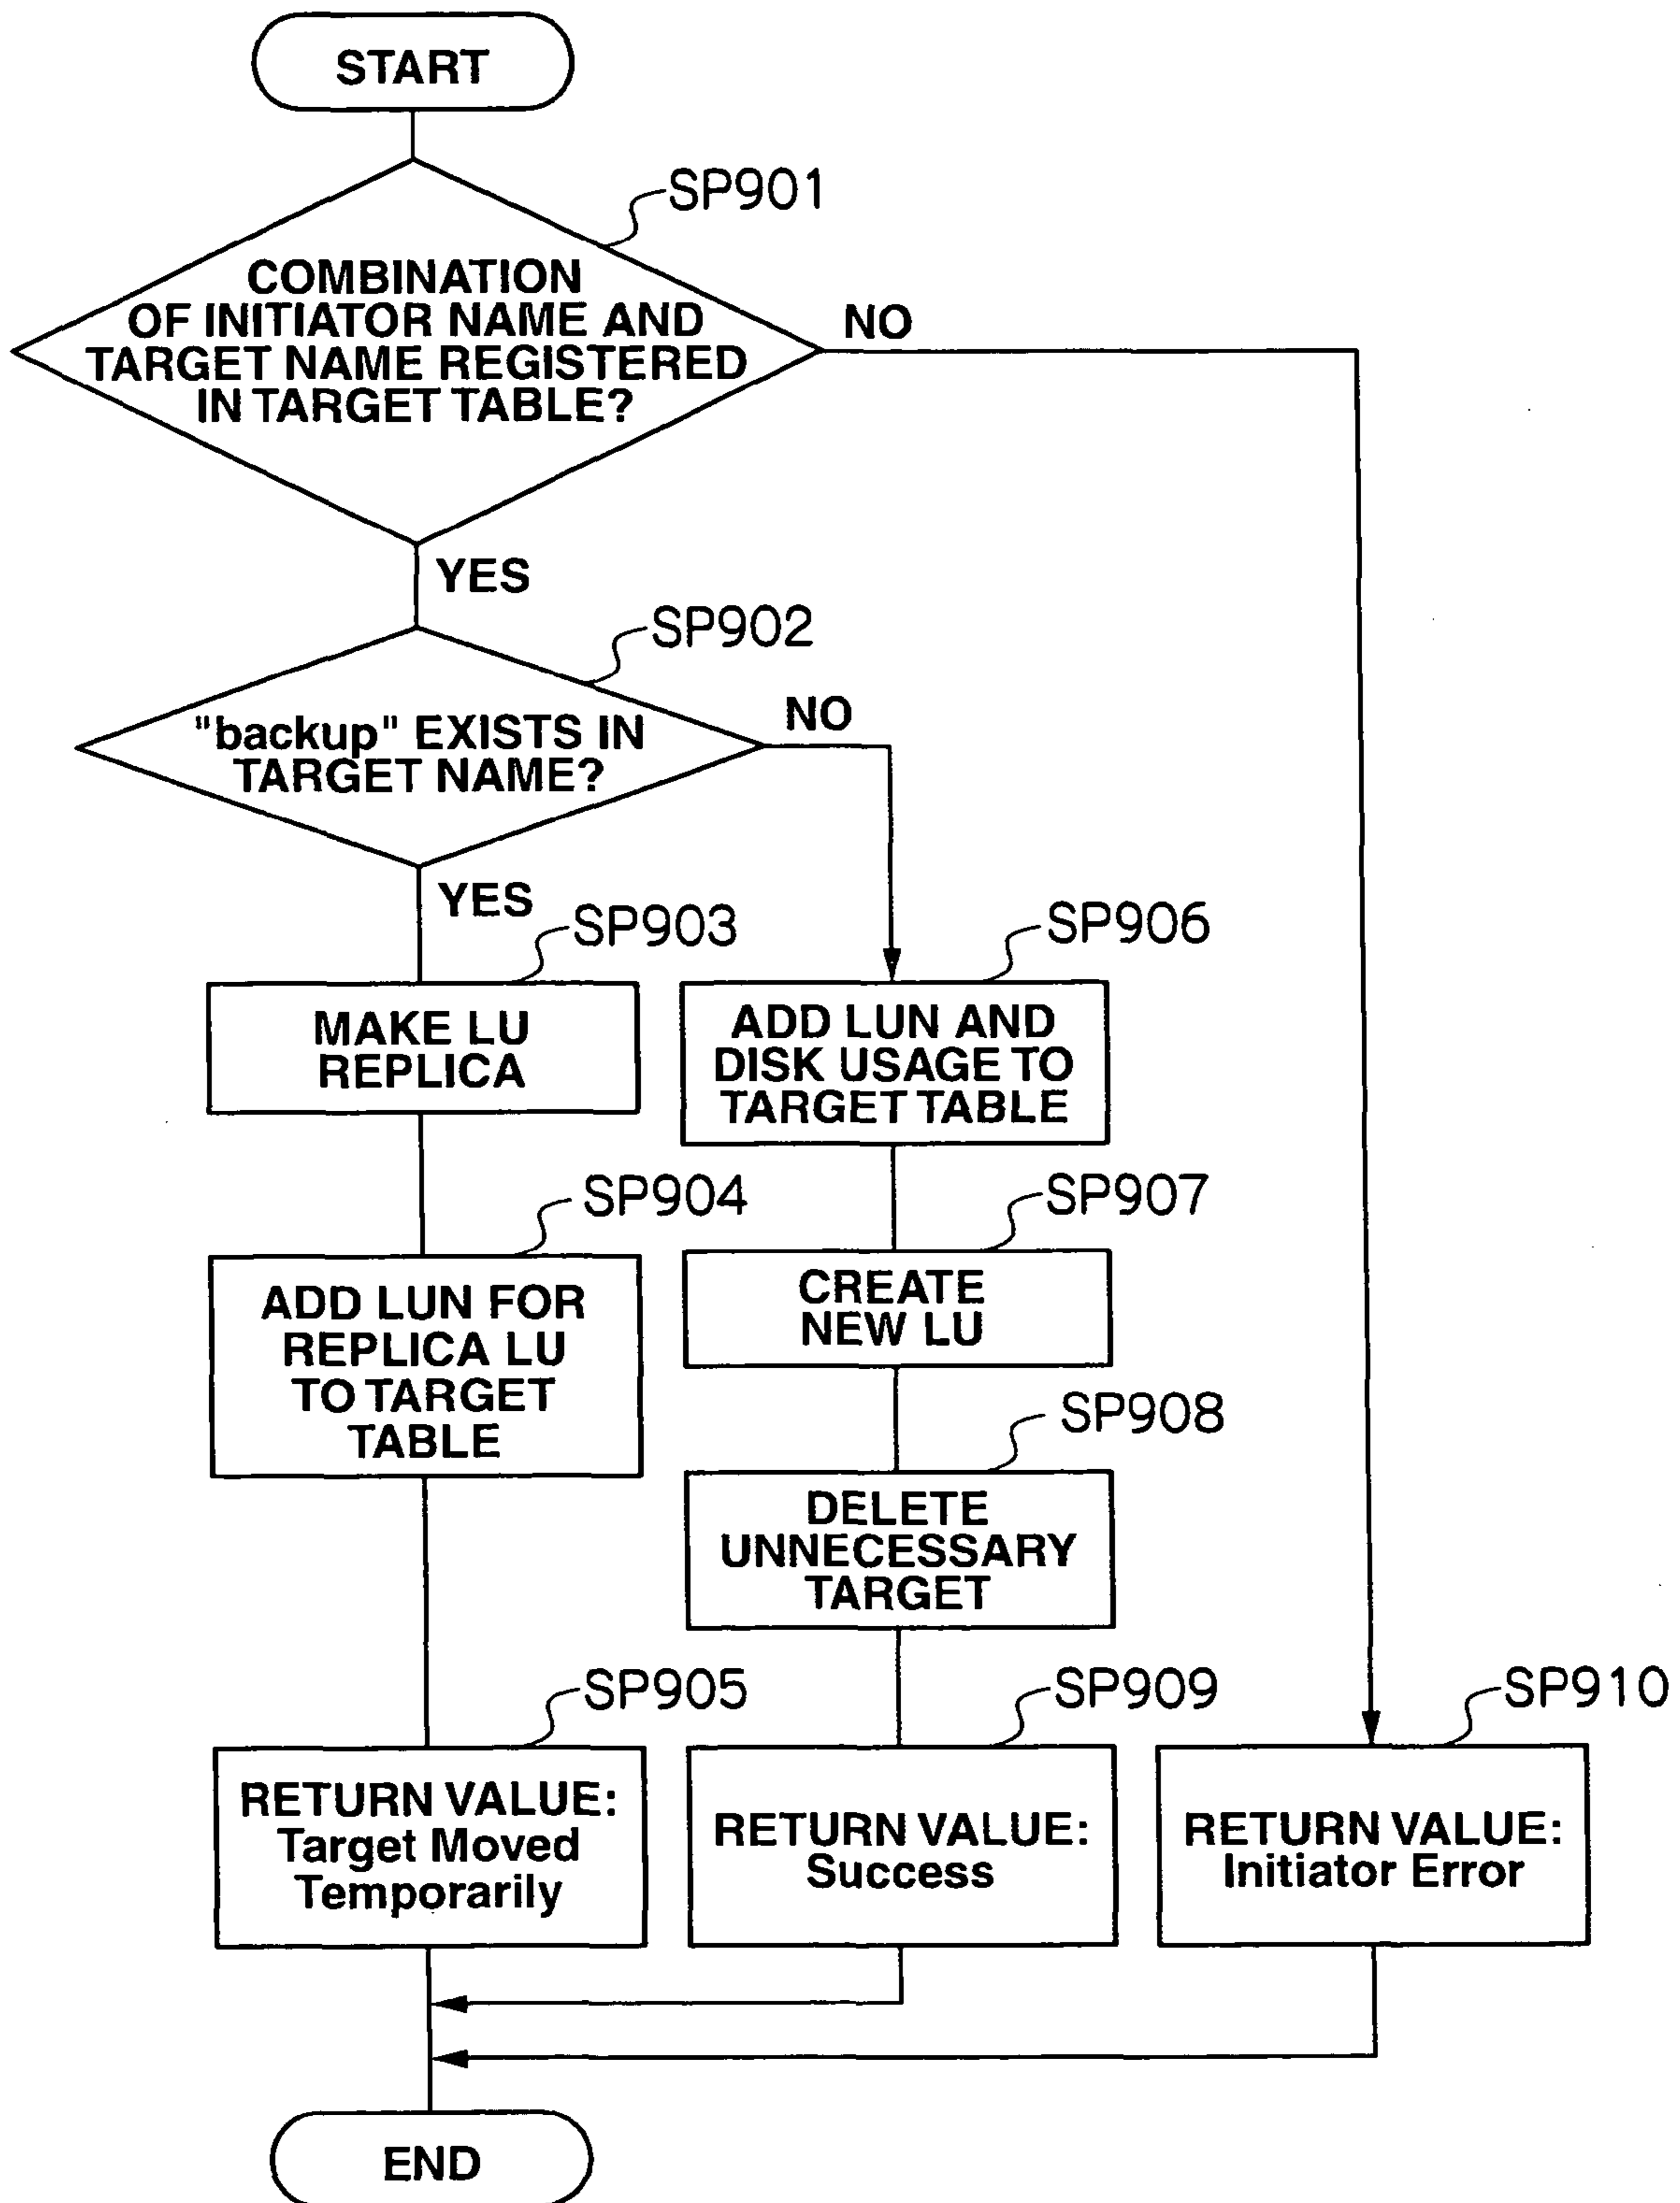 START
SP901
COMBINATION
OF INITIATOR NAME AND
TARGET NAME REGISTERED
IN TARGET TABLE?
NO
YES
SP902
"backup" EXISTS IN
TARGET NAME?
NO
YES
SP903
MAKE LU
REPLICA
SP906
ADD LUN AND
DISK USAGE TO
TARGET TABLE
SP904
ADD LUN FOR
REPLICA LU
TO TARGET
TABLE
SP907
CREATE
NEW LU
SP908
DELETE
UNNECESSARY
TARGET
SP905
RETURN VALUE:
Target Moved
Temporarily
SP909
RETURN VALUE:
Success
SP910
RETURN VALUE:
Initiator Error
END